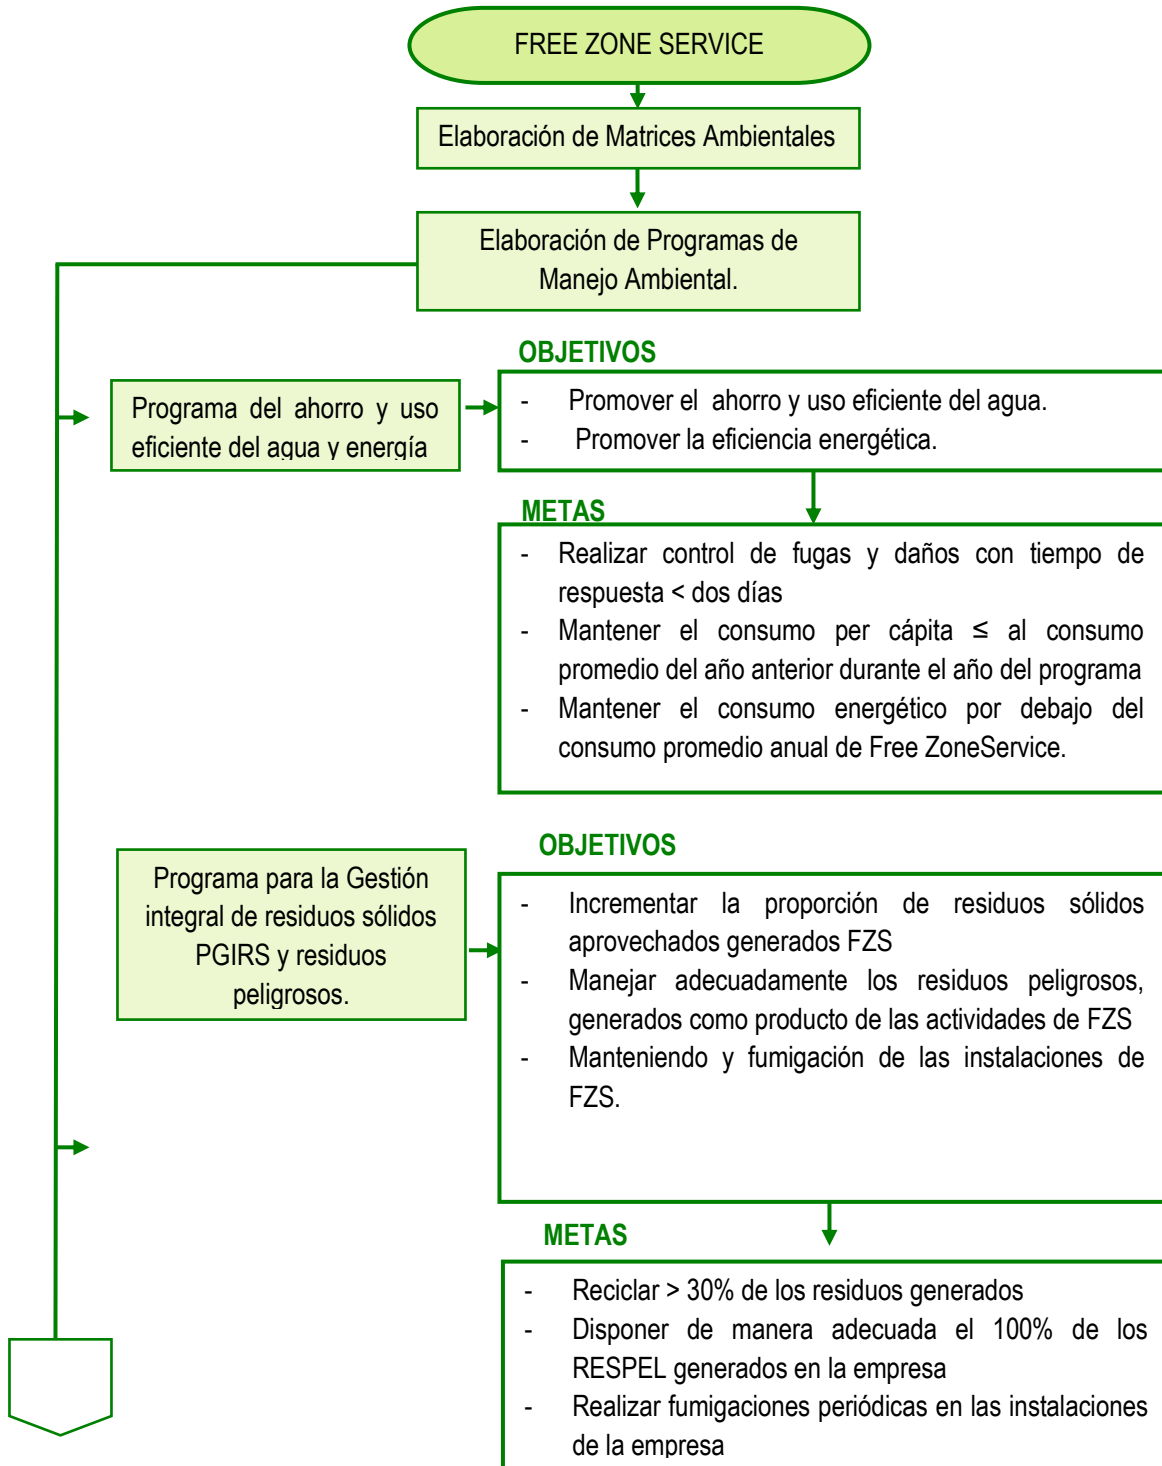 FREE ZONE SERVICE
Elaboración de Matrices Ambientales
Elaboración de Programas de
Manejo Ambiental.
OBJETIVOS
Programa del ahorro y uso
eficiente del agua y energía
- Promover el ahorro y uso eficiente del agua.
- Promover la eficiencia energética.
METAS
- Realizar control de fugas y daños con tiempo de
respuesta < dos días
- Mantener el consumo per cápita ≤ al consumo
promedio del año anterior durante el año del programa
- Mantener el consumo energético por debajo del
consumo promedio anual de Free ZoneService.
OBJETIVOS
Programa para la Gestión
integral de residuos sólidos
PGIRS y residuos
peligrosos.
- Incrementar la proporción de residuos sólidos
aprovechados generados FZS
- Manejar adecuadamente los residuos peligrosos,
generados como producto de las actividades de FZS
- Manteniendo y fumigación de las instalaciones de
FZS.
METAS
- Reciclar > 30% de los residuos generados
- Disponer de manera adecuada el 100% de los
RESPEL generados en la empresa
- Realizar fumigaciones periódicas en las instalaciones
de la empresa